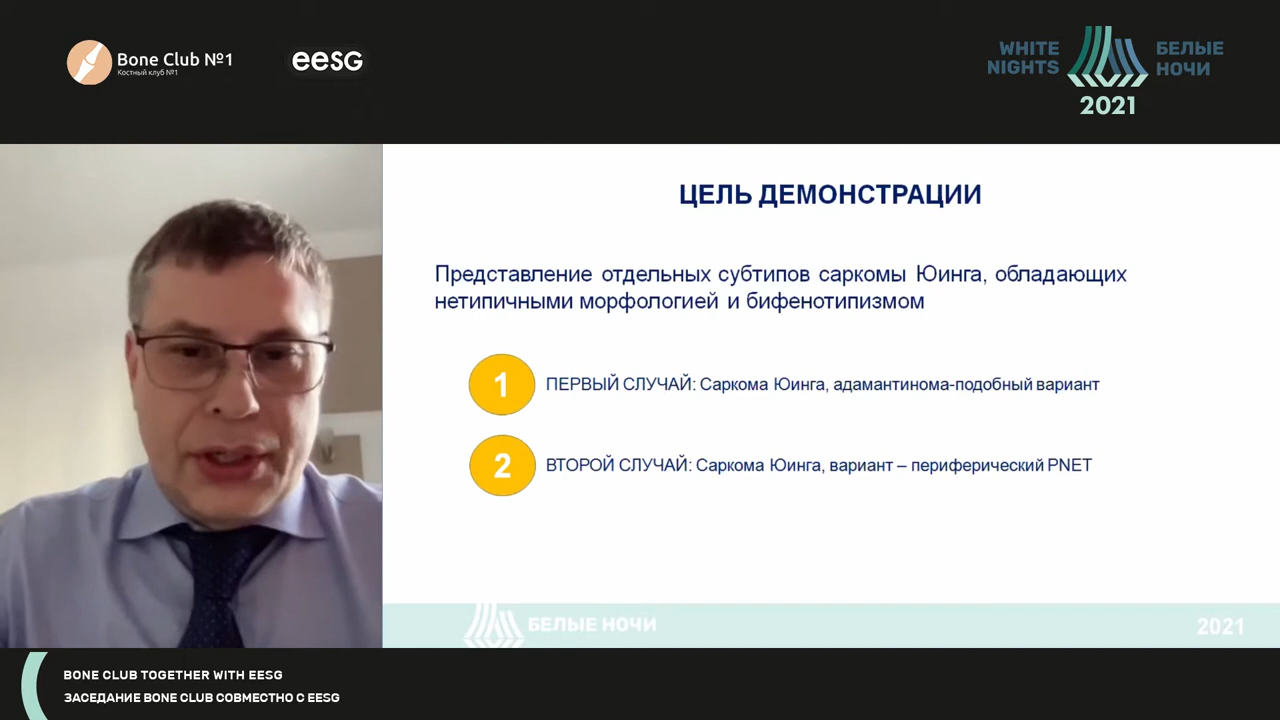 Bone Club №1
Костный клуб №1
eesg
WHITE
NIGHTS
БЕЛЫЕ
НОЧИ
2021
ЦЕЛЬ ДЕМОНСТРАЦИИ
Представление отдельных субтипов саркомы Юинга, обладающих
нетипичными морфологией и бифенотипизмом
1
ПЕРВЫЙ СЛУЧАЙ: Саркома Юинга, адамантинома-подобный вариант
2
ВТОРОЙ СЛУЧАЙ: Саркома Юинга, вариант – периферический PNET
БЕЛЫЕ НОЧИ
2021
BONE CLUB TOGETHER WITH EESG
ЗАСЕДАНИЕ BONE CLUB СОВМЕСТНО С EESG